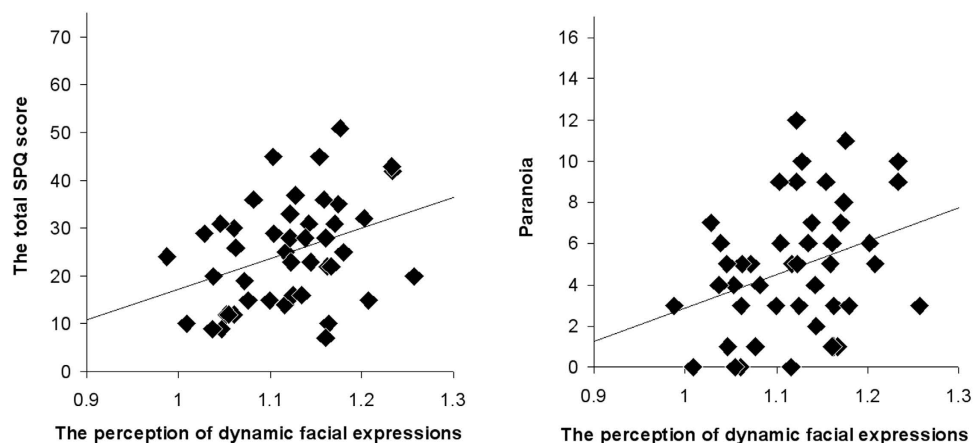 The total SPQ score
70
60
50
40
30
20
10
0
0.9 1 1.1 1.2 1.3
The perception of dynamic facial expressions
Paranoia
16
14
12
10
8
6
4
2
0
0.9 1 1.1 1.2 1.3
The perception of dynamic facial expressions